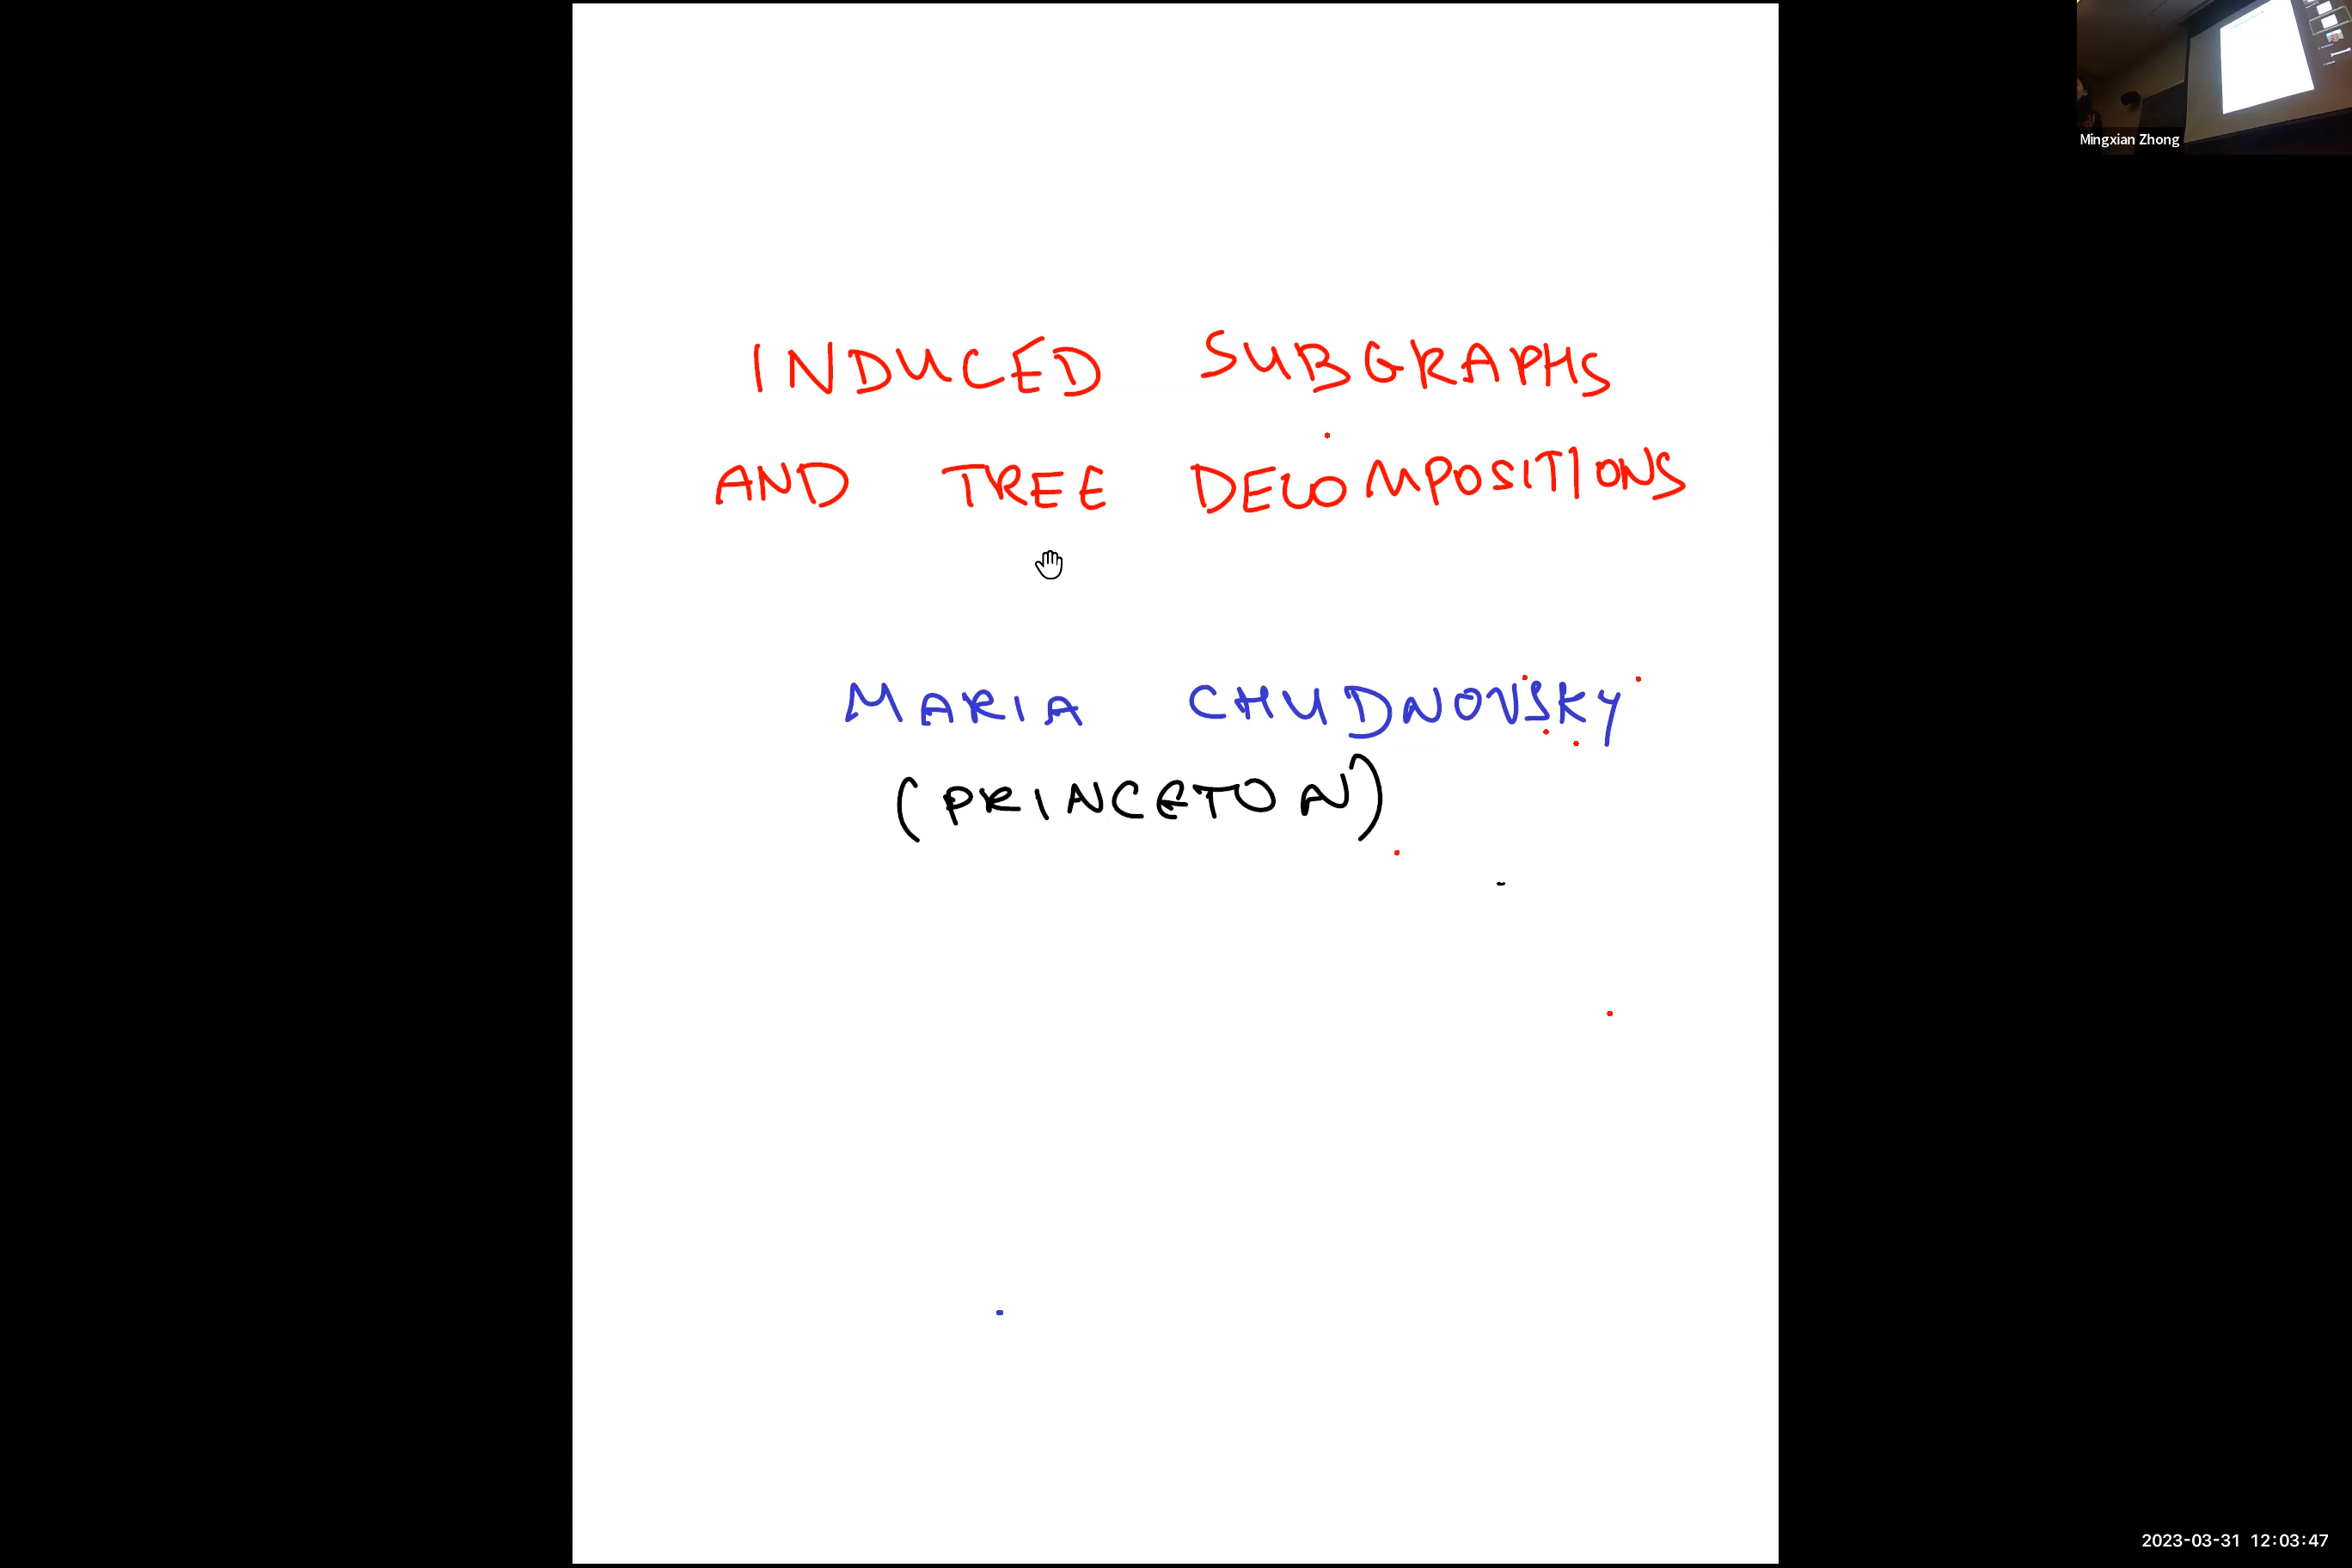 INDUCED SUBGRAPHS
AND TREE DECOMPOSITIONS
MARIA CHUDNOVSKY
(PRINCETON)
Mingxian Zhong
2023-03-31 12:03:47